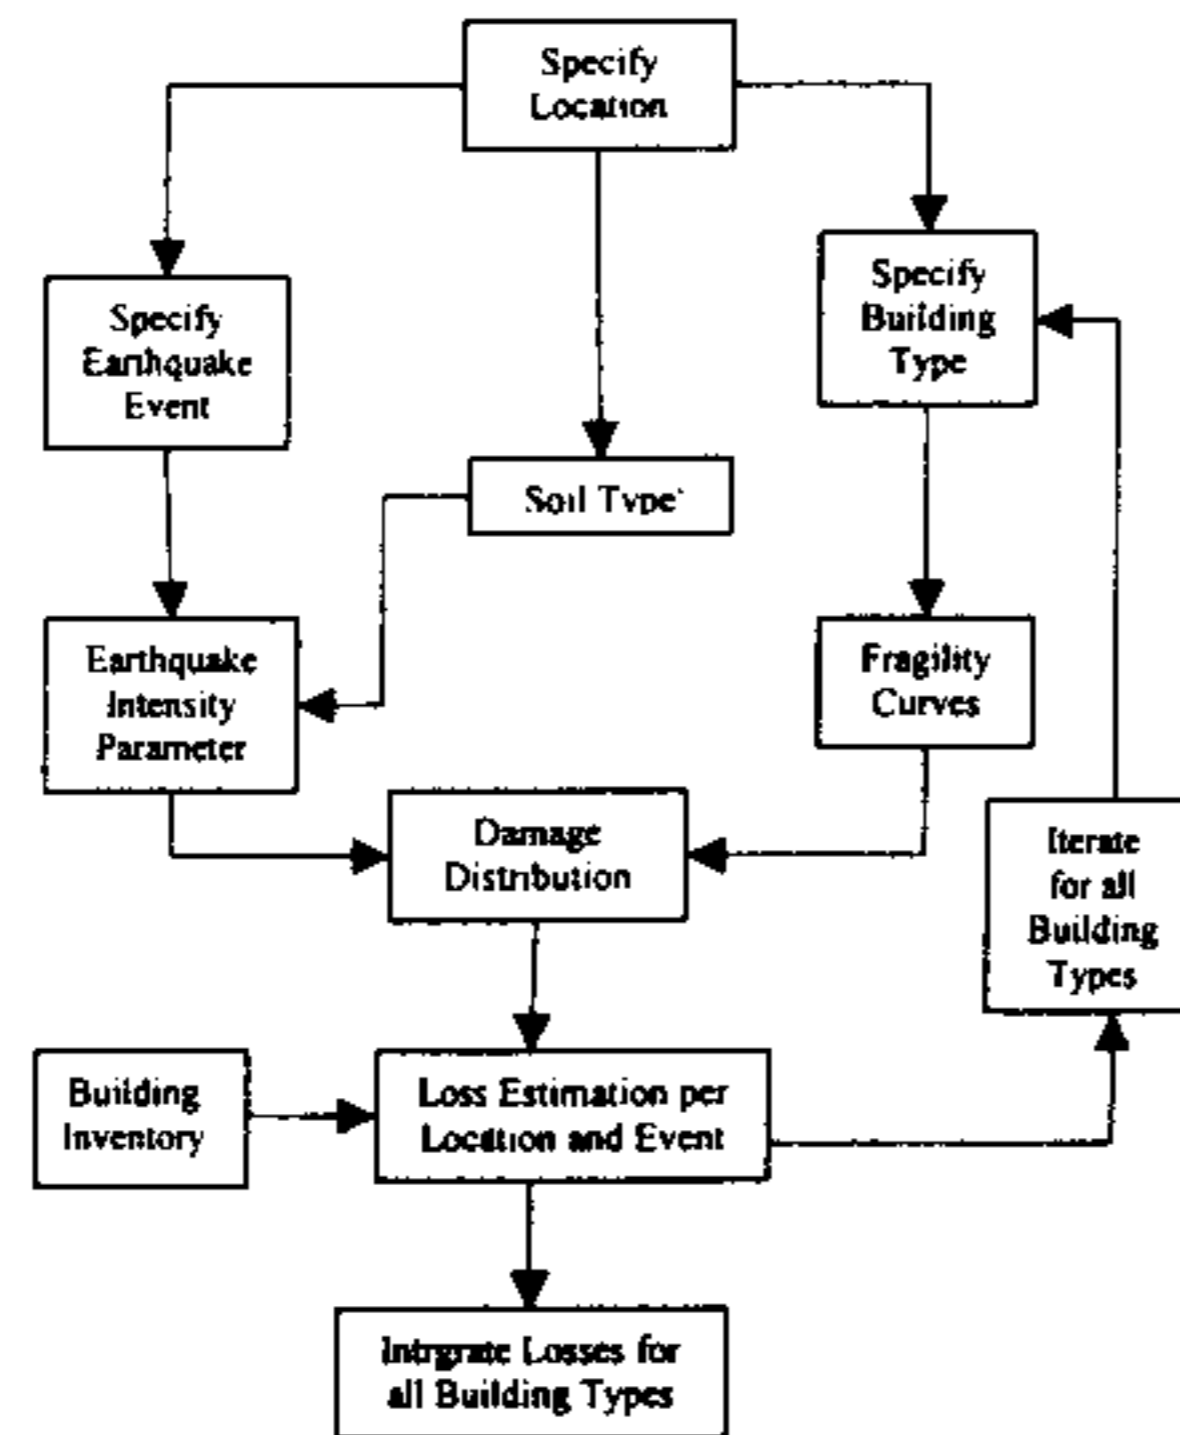 Specify
Location
Specify
Earthquake
Event
Specify
Building
Type
Soil Type
Earthquake
Intensity
Parameter
Fragility
Curves
Damage
Distribution
Iterate
for all
Building
Types
Building
Inventory
Loss Estimation per
Location and Event
Intrgrate Losses for
all Building Types